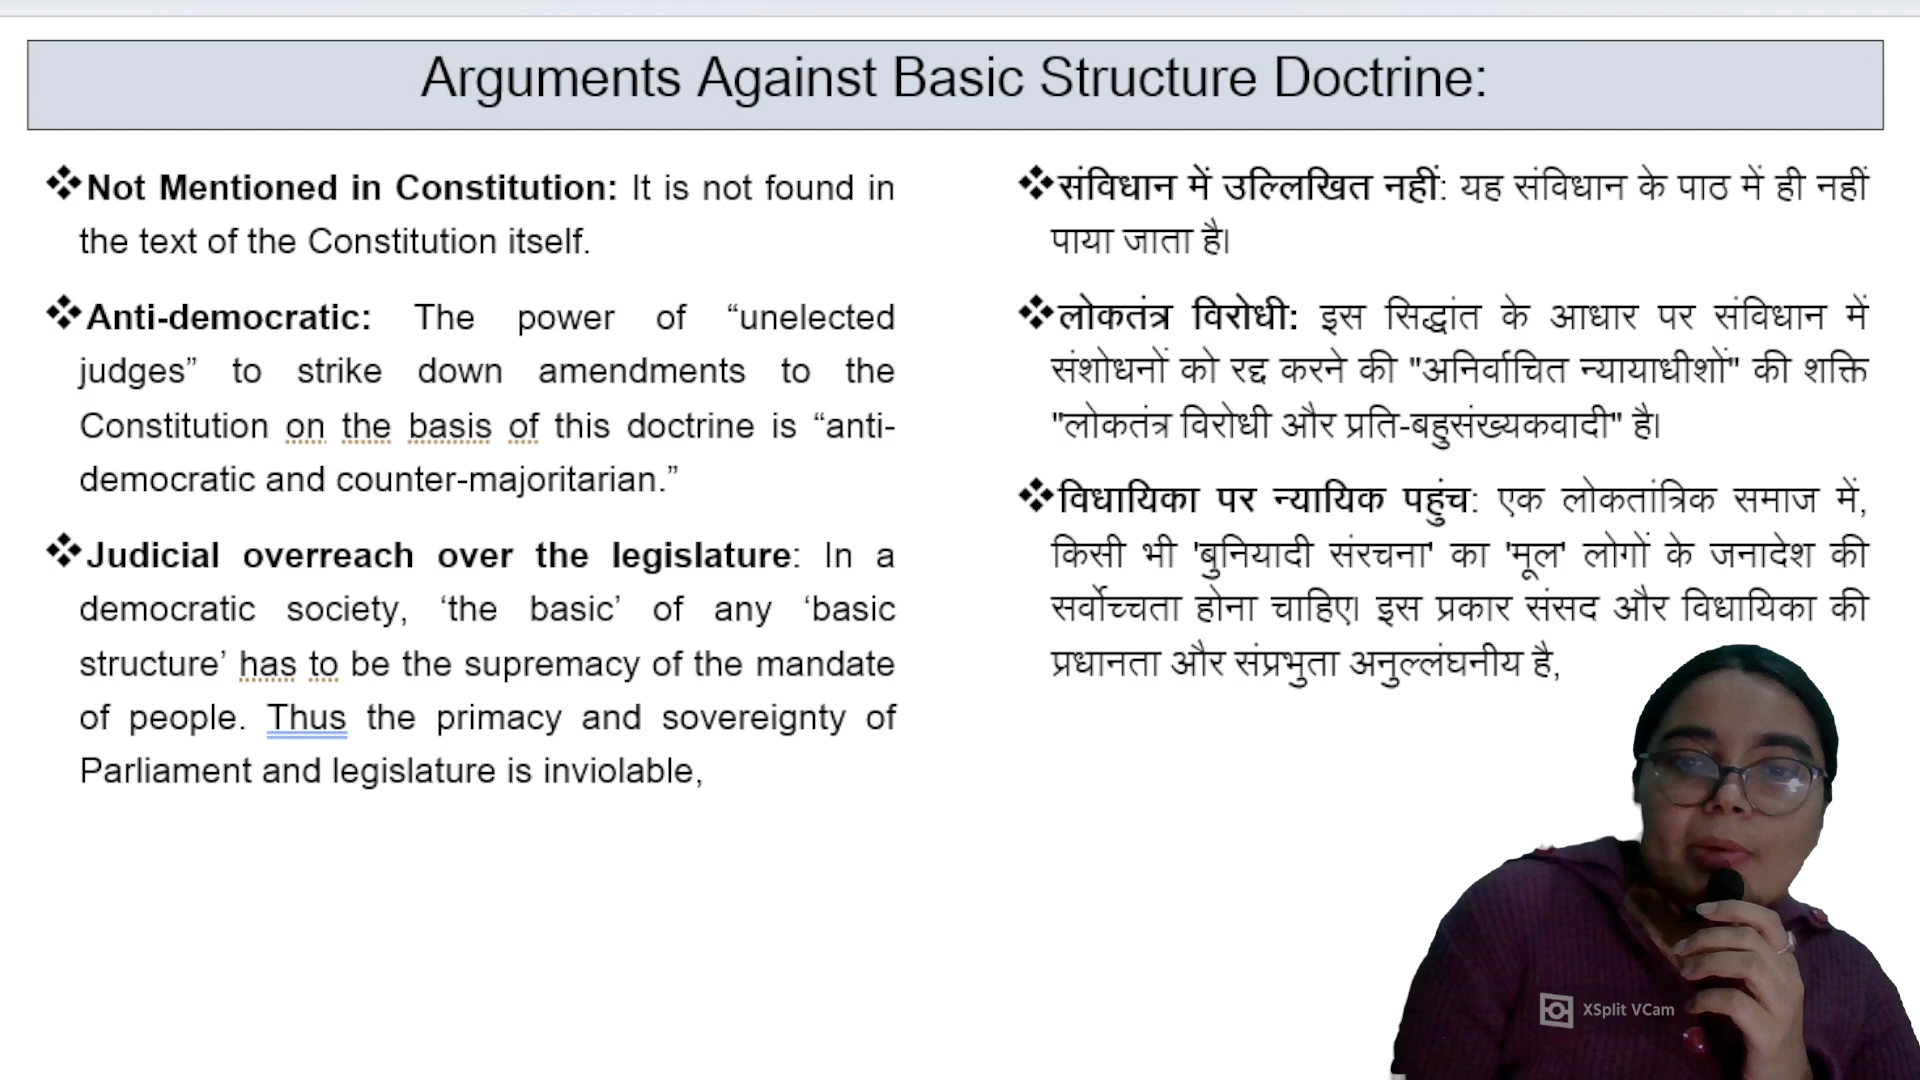 Arguments Against Basic Structure Doctrine:
❖Not Mentioned in Constitution: It is not found in
the text of the Constitution itself.
❖Anti-democratic: The power of “unelected
judges” to strike down amendments to the
Constitution on the basis of this doctrine is “anti-
democratic and counter-majoritarian.”
❖Judicial overreach over the legislature: In a
democratic society, ‘the basic’ of any ‘basic
structure’ has to be the supremacy of the mandate
of people. Thus the primacy and sovereignty of
Parliament and legislature is inviolable,
❖संविधान में उल्लिखित नहीं: यह संविधान के पाठ में ही नहीं
पाया जाता है।
❖लोकतंत्र विरोधी: इस सिद्धांत के आधार पर संविधान में
संशोधनों को रद्द करने की "अनिर्वाचित न्यायाधीशों" की शक्ति
"लोकतंत्र विरोधी और प्रति-बहुसंख्यकवादी" है।
❖विधायिका पर न्यायिक पहुंच: एक लोकतांत्रिक समाज में,
किसी भी 'बुनियादी संरचना' का 'मूल' लोगों के जनादेश की
सर्वोच्चता होना चाहिए। इस प्रकार संसद और विधायिका की
प्रधानता और संप्रभुता अनुल्लंघनीय है,
XSplit VCam